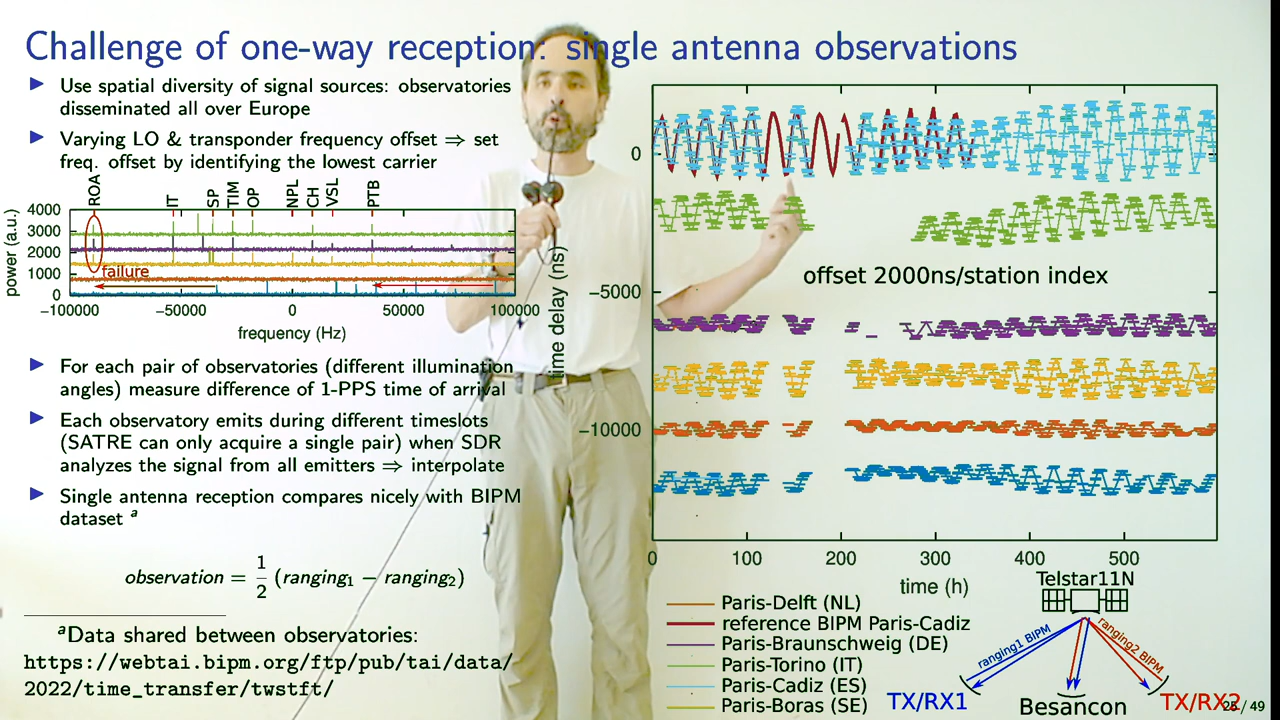 Challenge of one-way reception: single antenna observations
▶ Use spatial diversity of signal sources: observatories
disseminated all over Europe
▶ Varying LO & transponder frequency offset ⇒ set
freq. offset by identifying the lowest carrier
ROA
IT
SP
TIM
OP
NPL
CH
VSL
PTB
power (a.u.)
4000
3000
2000
1000
0
failure
−100000
−50000
0
50000
100000
frequency (Hz)
▶ For each pair of observatories (different illumination
angles) measure difference of 1-PPS time of arrival
▶ Each observatory emits during different timeslots
(SATRE can only acquire a single pair) when SDR
analyzes the signal from all emitters ⇒ interpolate
▶ Single antenna reception compares nicely with BIPM
dataset a
observation = 1/2 (ranging1 − ranging2)
aData shared between observatories:
https://webtai.bipm.org/ftp/pub/tai/data/
2022/time_transfer/twstft/
time delay (ns)
0
−5000
−10000
offset 2000ns/station index
0
100
200
300
400
500
time (h)
Paris-Delft (NL)
reference BIPM Paris-Cadiz
Paris-Braunschweig (DE)
Paris-Torino (IT)
Paris-Cadiz (ES)
Paris-Boras (SE)
Telstar11N
ranging1 BIPM
ranging2 BIPM
TX/RX1
Besancon
TX/RX2
25/49